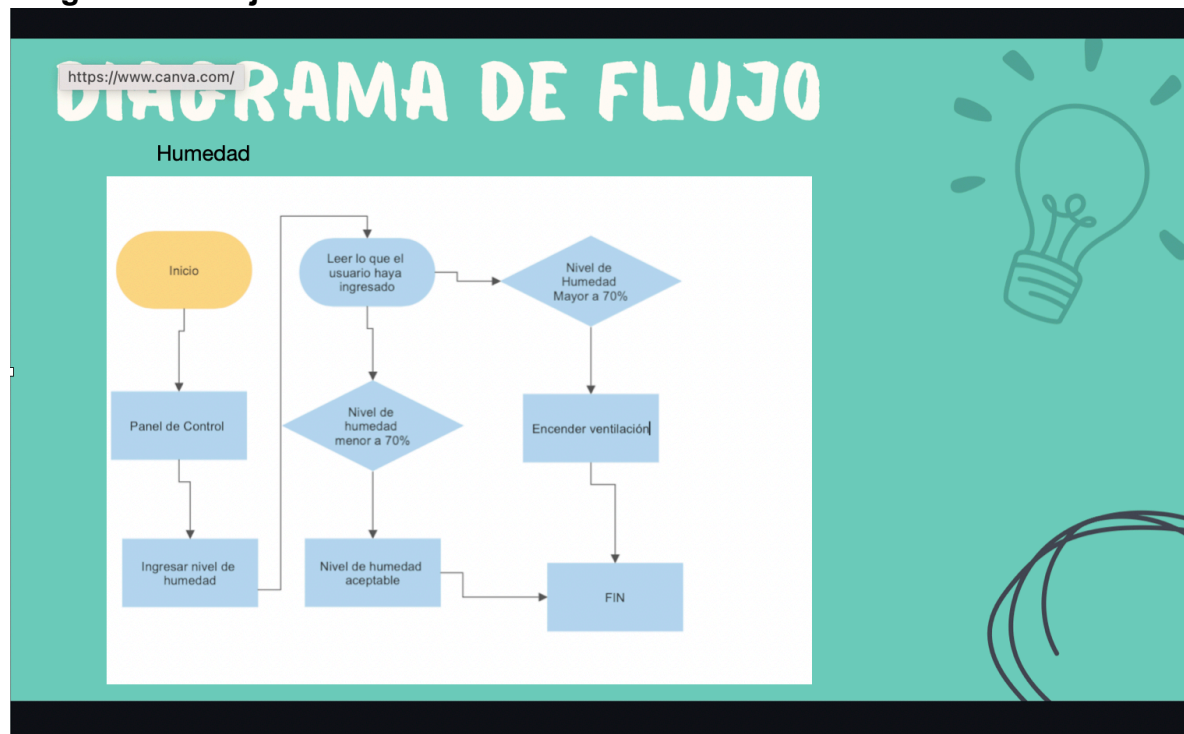 https://www.canva.com/
DIAGRAMA DE FLUJO
Humedad
Inicio
Panel de Control
Ingresar nivel de
humedad
Leer lo que el
usuario haya
ingresado
Nivel de
humedad
menor a 70%
Nivel de humedad
aceptable
Nivel de
Humedad
Mayor a 70%
Encender ventilación
FIN